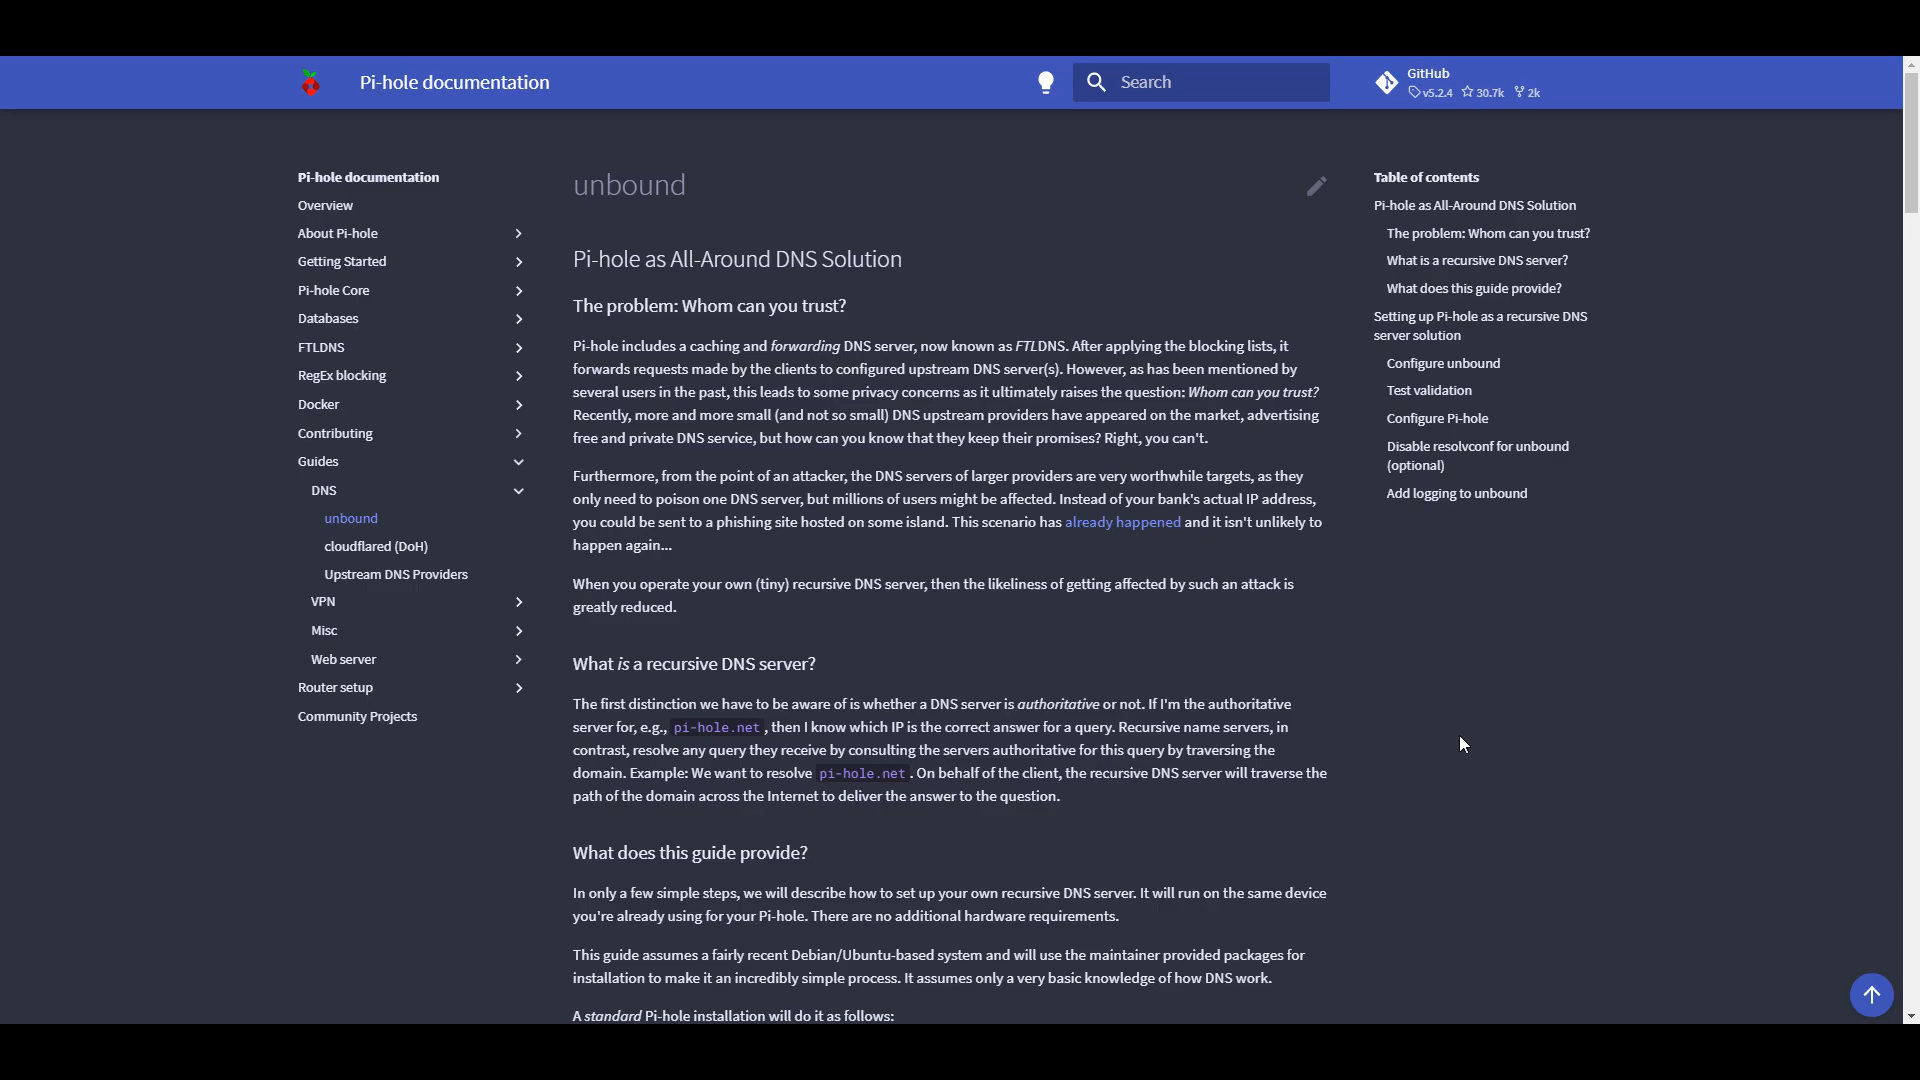 Pi-hole documentation
Search
GitHub
v5.2.4 30.7k 2k
Pi-hole documentation
Overview
About Pi-hole
Getting Started
Pi-hole Core
Databases
FTLDNS
RegEx blocking
Docker
Contributing
Guides
DNS
unbound
cloudflared (DoH)
Upstream DNS Providers
VPN
Misc
Web server
Router setup
Community Projects
unbound
Pi-hole as All-Around DNS Solution
The problem: Whom can you trust?
Pi-hole includes a caching and forwarding DNS server, now known as FTLDNS. After applying the blocking lists, it
forwards requests made by the clients to configured upstream DNS server(s). However, as has been mentioned by
several users in the past, this leads to some privacy concerns as it ultimately raises the question: Whom can you trust?
Recently, more and more small (and not so small) DNS upstream providers have appeared on the market, advertising
free and private DNS service, but how can you know that they keep their promises? Right, you can't.
Furthermore, from the point of an attacker, the DNS servers of larger providers are very worthwhile targets, as they
only need to poison one DNS server, but millions of users might be affected. Instead of your bank's actual IP address,
you could be sent to a phishing site hosted on some island. This scenario has already happened and it isn't unlikely to
happen again...
When you operate your own (tiny) recursive DNS server, then the likeliness of getting affected by such an attack is
greatly reduced.
What is a recursive DNS server?
The first distinction we have to be aware of is whether a DNS server is authoritative or not. If I'm the authoritative
server for, e.g., pi-hole.net, then I know which IP is the correct answer for a query. Recursive name servers, in
contrast, resolve any query they receive by consulting the servers authoritative for this query by traversing the
domain. Example: We want to resolve pi-hole.net. On behalf of the client, the recursive DNS server will traverse the
path of the domain across the Internet to deliver the answer to the question.
What does this guide provide?
In only a few simple steps, we will describe how to set up your own recursive DNS server. It will run on the same device
you're already using for your Pi-hole. There are no additional hardware requirements.
This guide assumes a fairly recent Debian/Ubuntu-based system and will use the maintainer provided packages for
installation to make it an incredibly simple process. It assumes only a very basic knowledge of how DNS work.
A standard Pi-hole installation will do it as follows:
Table of contents
Pi-hole as All-Around DNS Solution
The problem: Whom can you trust?
What is a recursive DNS server?
What does this guide provide?
Setting up Pi-hole as a recursive DNS
server solution
Configure unbound
Test validation
Configure Pi-hole
Disable resolvconf for unbound
(optional)
Add logging to unbound